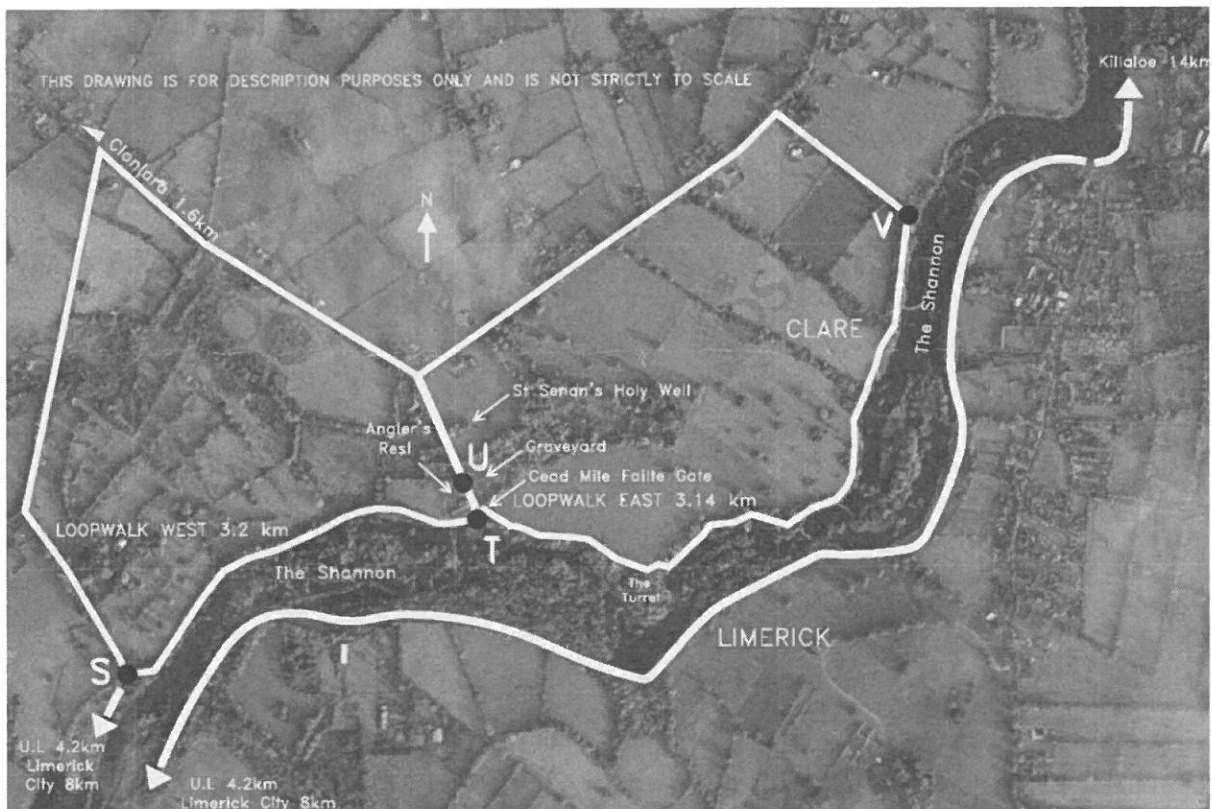 THIS DRAWING IS FOR DESCRIPTION PURPOSES ONLY AND IS NOT STRICTLY TO SCALE
Killaloe 14km
Clonlara 1.6km
N
V
The Shannon
CLARE
St Senan's Holy Well
Angler's
Rest
U
Graveyard
Cead Mile Failte Gate
LOOPWALK EAST 3.14 km
LOOPWALK WEST 3.2 km
T
The Shannon
The
Turret
LIMERICK
I
S
U.L 4.2km
Limerick
City 8km
U.L 4.2km
Limerick City 8km